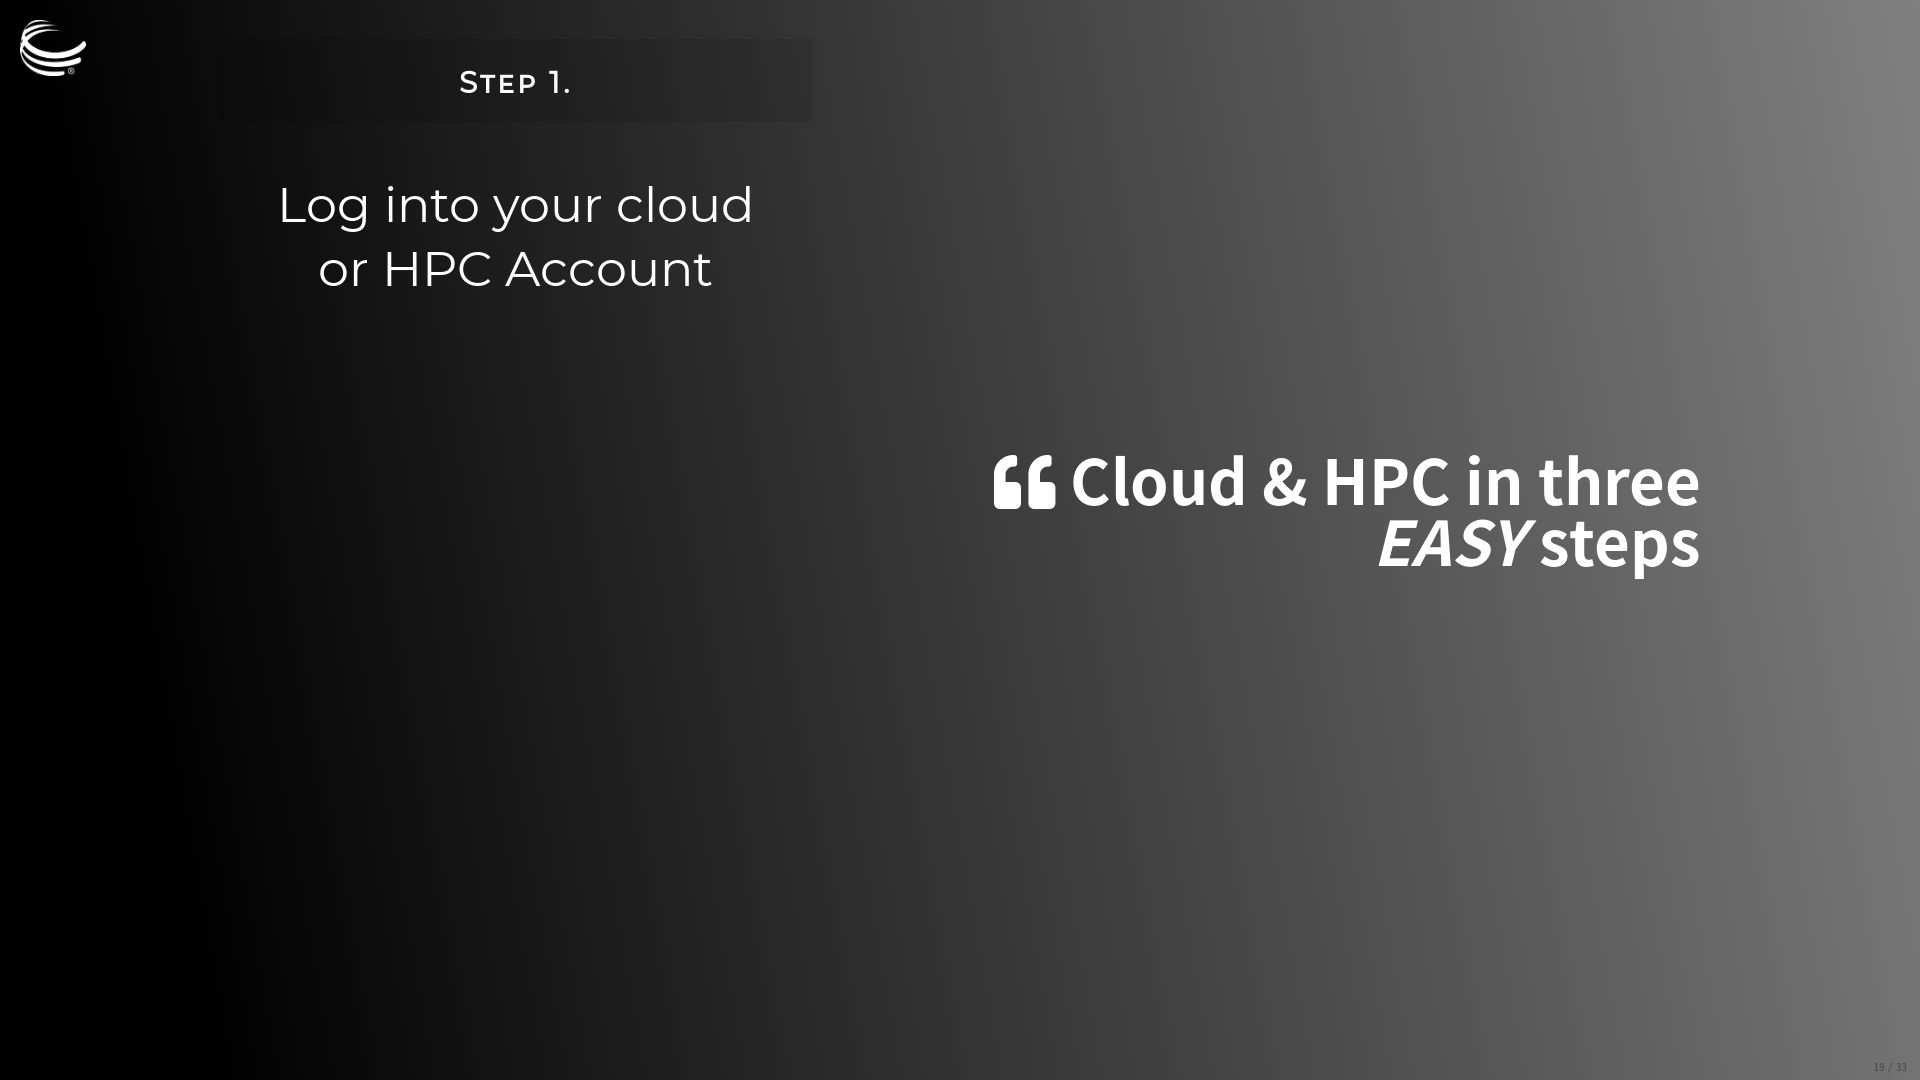 Step 1.
Log into your cloud
or HPC Account
“ Cloud & HPC in three
EASY steps
19 / 33